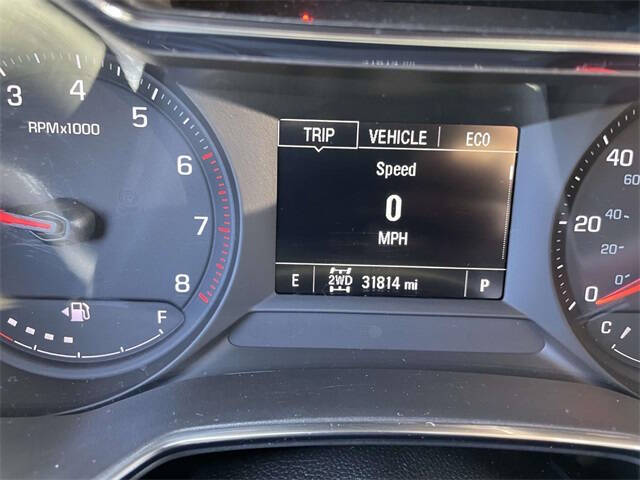 3 4 5 6 7 8
RPMx1000
F
TRIP VEHICLE ECO
Speed
0
MPH
E 2WD 31814 mi P
40
60
20 40
20
0 0
C